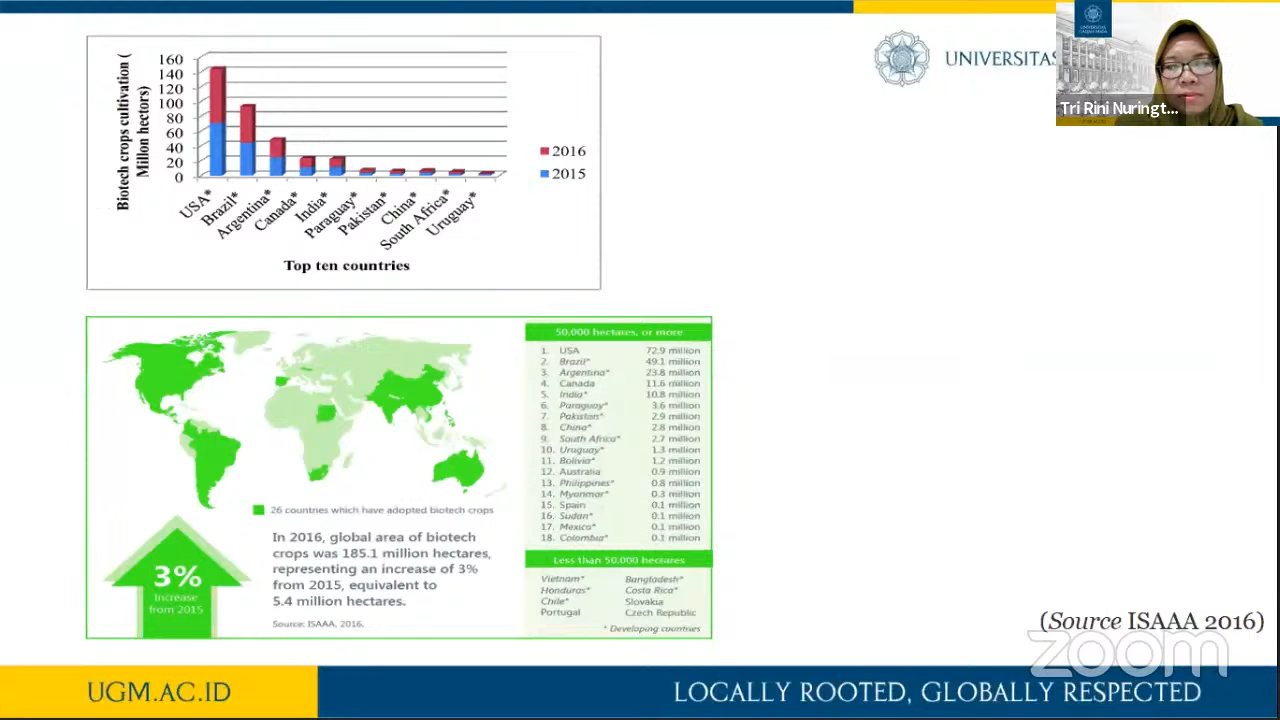 Biotech crops cultivation (
Millon hectors)
160
140
120
100
80
60
40
20
0
USA*
Brazil*
Argentina*
Canada*
India*
Paraguay*
Pakistan*
China*
South Africa*
Uruguay*
Top ten countries
2016
2015
UNIVERSITAS
Tri Rini Nuringt...
50,000 hectares, or more
1. USA 72.9 million
2. Brazil* 49.1 million
3. Argentina* 23.8 million
4. Canada 11.6 million
5. India* 10.8 million
6. Paraguay* 3.6 million
7. Pakistan* 2.9 million
8. China* 2.8 million
9. South Africa* 2.7 million
10. Uruguay* 1.3 million
11. Bolivia* 1.2 million
12. Australia 0.9 million
13. Philippines* 0.8 million
14. Myanmar* 0.3 million
15. Spain 0.1 million
16. Sudan* 0.1 million
17. Mexico* 0.1 million
18. Colombia* 0.1 million
Less than 50,000 hectares
Vietnam* Bangladesh*
Honduras* Costa Rica*
Chile* Slovakia
Portugal Czech Republic
* Developing countries
26 countries which have adopted biotech crops
In 2016, global area of biotech
crops was 185.1 million hectares,
representing an increase of 3%
from 2015, equivalent to
5.4 million hectares.
Source: ISAAA, 2016.
3%
Increase
from 2015
(Source ISAAA 2016)
zoom
UGM.AC.ID
LOCALLY ROOTED, GLOBALLY RESPECTED